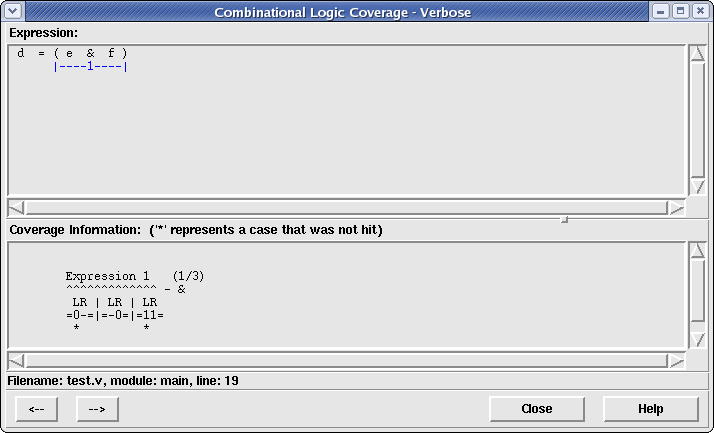 Combinational Logic Coverage - Verbose
Expression:
d  = ( e  &  f )
|----1----|
Coverage Information:  ('*' represents a case that was not hit)
Expression 1   (1/3)
^^^^^^^^^^^^^ - &
LR | LR | LR
=0-=|=-0=|=11=
*         *
Filename: test.v, module: main, line: 19
<-- --> Close Help